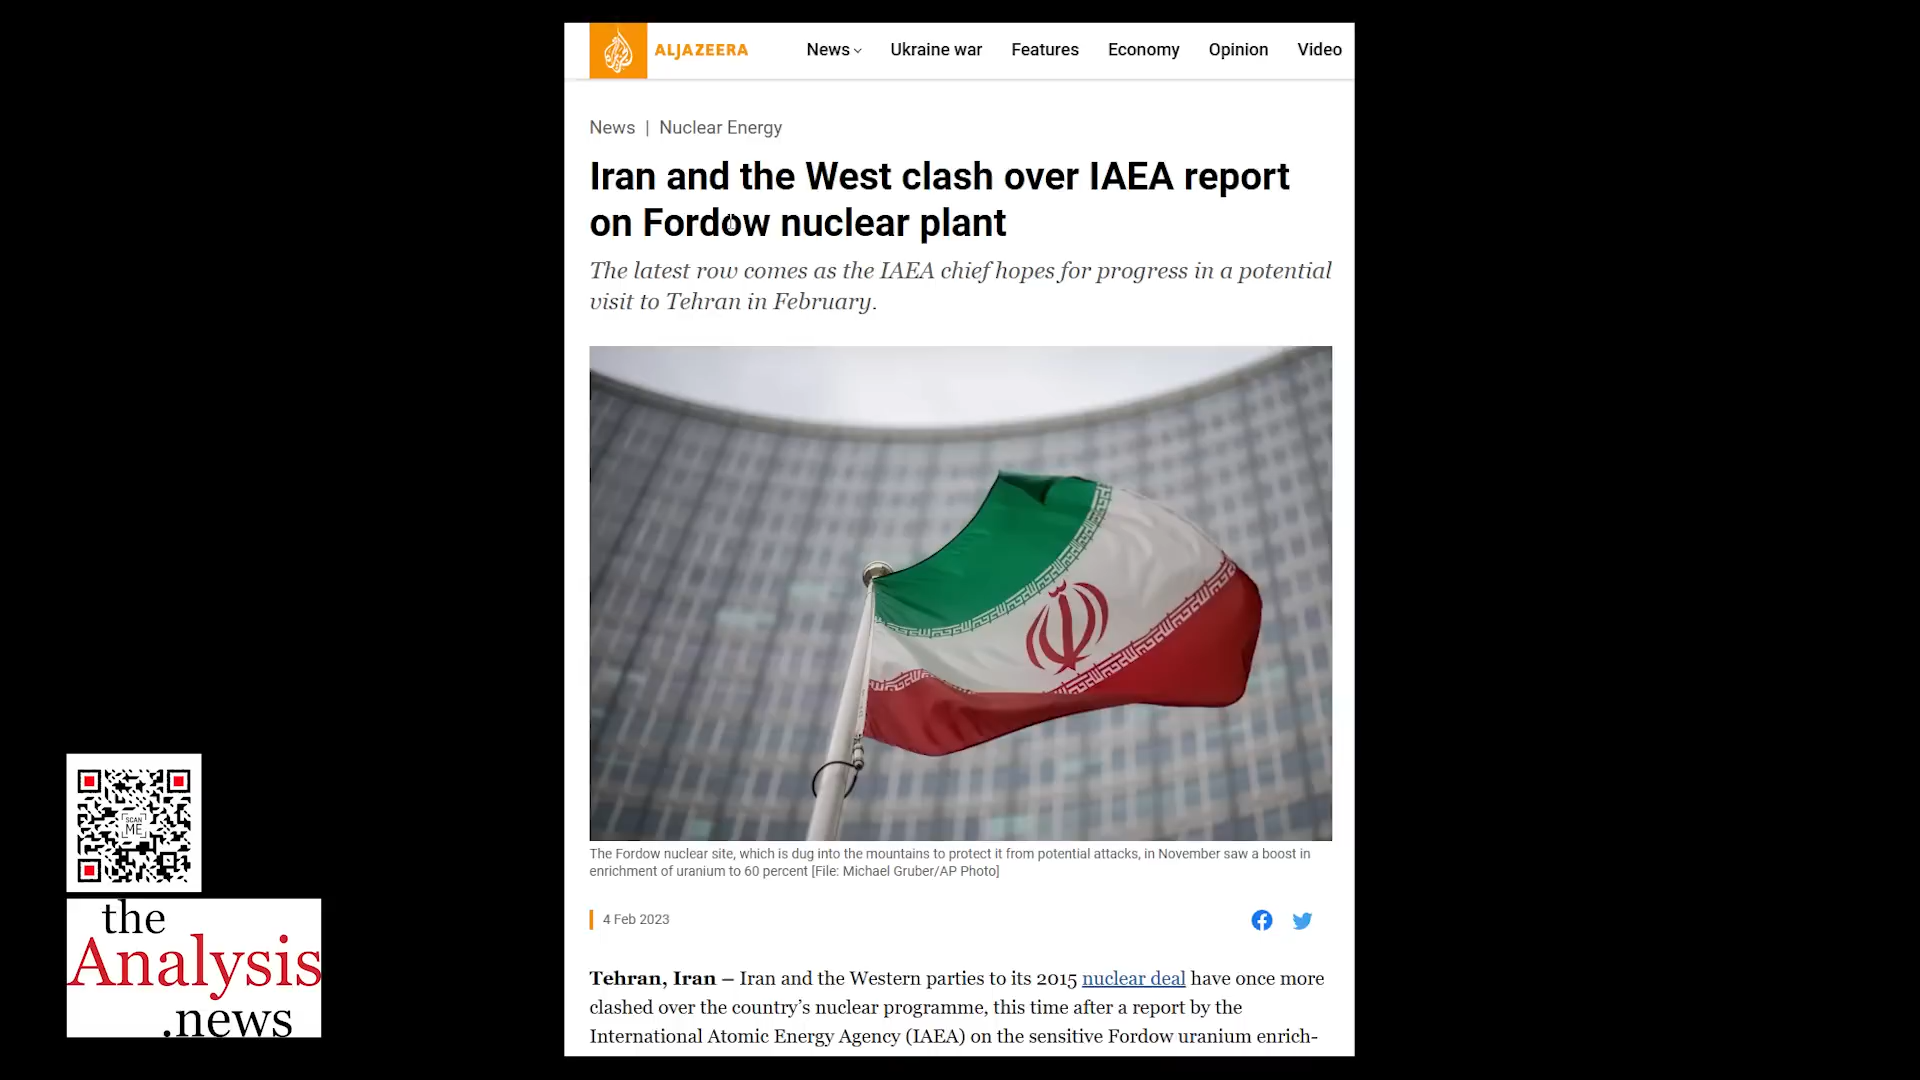 ALJAZEERA
News
Ukraine war
Features
Economy
Opinion
Video
News | Nuclear Energy
Iran and the West clash over IAEA report
on Fordow nuclear plant
The latest row comes as the IAEA chief hopes for progress in a potential
visit to Tehran in February.
The Fordow nuclear site, which is dug into the mountains to protect it from potential attacks, in November saw a boost in
enrichment of uranium to 60 percent [File: Michael Gruber/AP Photo]
4 Feb 2023
Tehran, Iran – Iran and the Western parties to its 2015 nuclear deal have once more
clashed over the country’s nuclear programme, this time after a report by the
International Atomic Energy Agency (IAEA) on the sensitive Fordow uranium enrich-
SCAN
ME
the
Analysis
.news